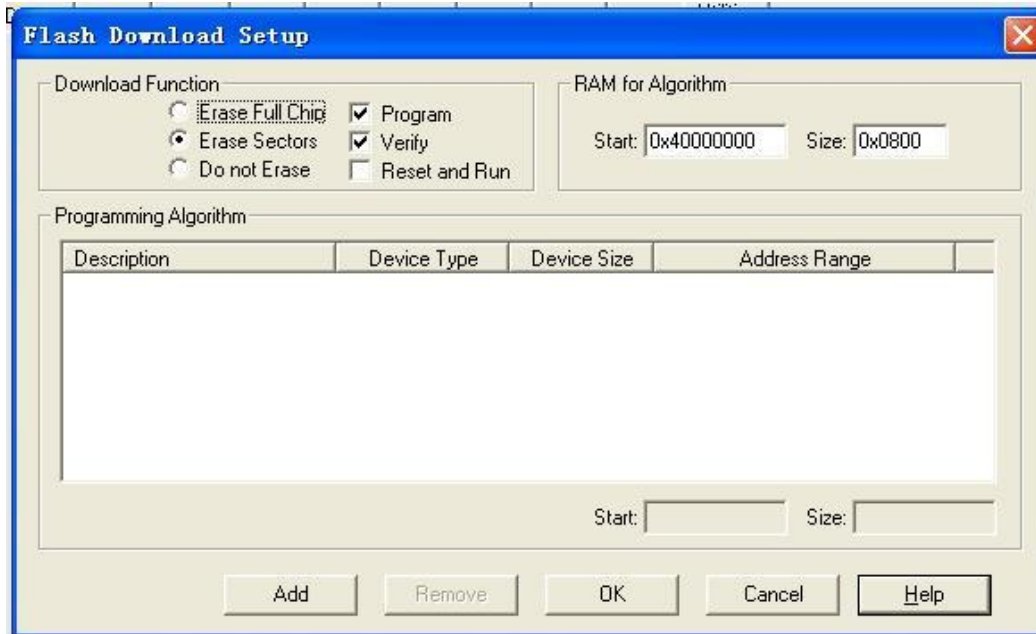 Flash Download Setup
Download Function
RAM for Algorithm
Erase Full Chip
Program
Erase Sectors
Verify
Start: 0x40000000 Size: 0x0800
Do not Erase
Reset and Run
Programming Algorithm
Description Device Type Device Size Address Range
Start: Size:
Add Remove OK Cancel Help